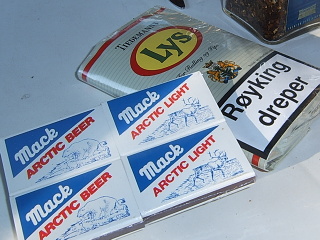 TIEDEMANNS
Lys
Røyking
dreper
Mack
ARCTIC BEER
Mack
ARCTIC LIGHT
Mack
ARCTIC BEER
Mack
ARCTIC LIGHT